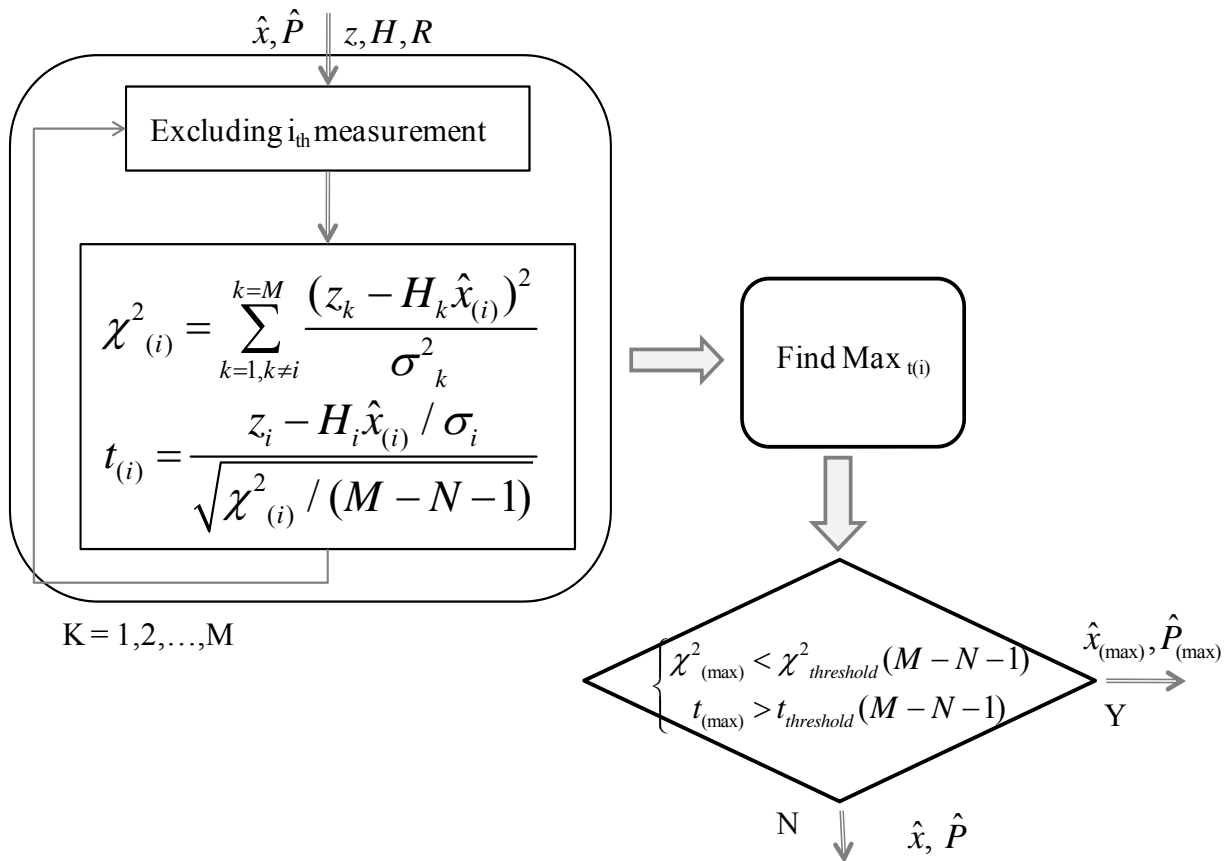 x̂, P̂ z, H, R
Excluding i_th measurement
χ²_(i) = ∑_{k=1,k≠i}^{k=M} (z_k − H_k x̂_(i))² / σ²_k
t_(i) = z_i − H_i x̂_(i) / σ_i / √(χ²_(i) / (M − N − 1))
K = 1,2,…,M
Find Max _t(i)
{ χ²_(max) < χ²_threshold (M − N − 1)
t_(max) > t_threshold (M − N − 1)
x̂_(max), P̂_(max)
Y
N
x̂, P̂